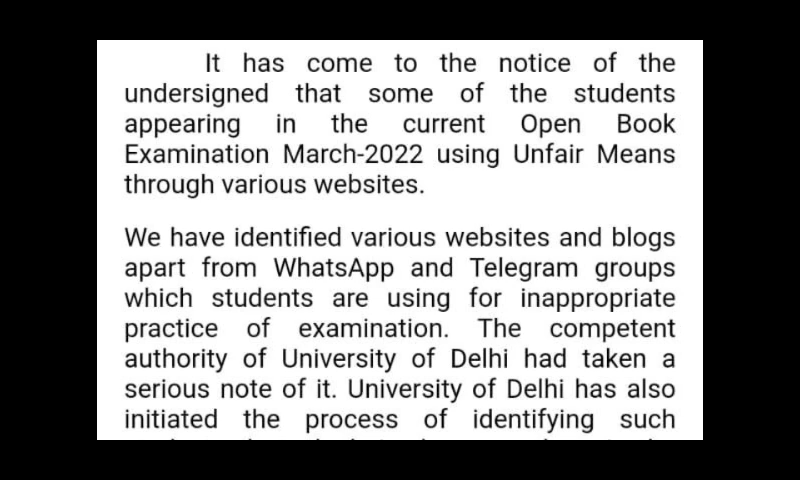 It has come to the notice of the
undersigned that some of the students
appearing in the current Open Book
Examination March-2022 using Unfair Means
through various websites.
We have identified various websites and blogs
apart from WhatsApp and Telegram groups
which students are using for inappropriate
practice of examination. The competent
authority of University of Delhi had taken a
serious note of it. University of Delhi has also
initiated the process of identifying such